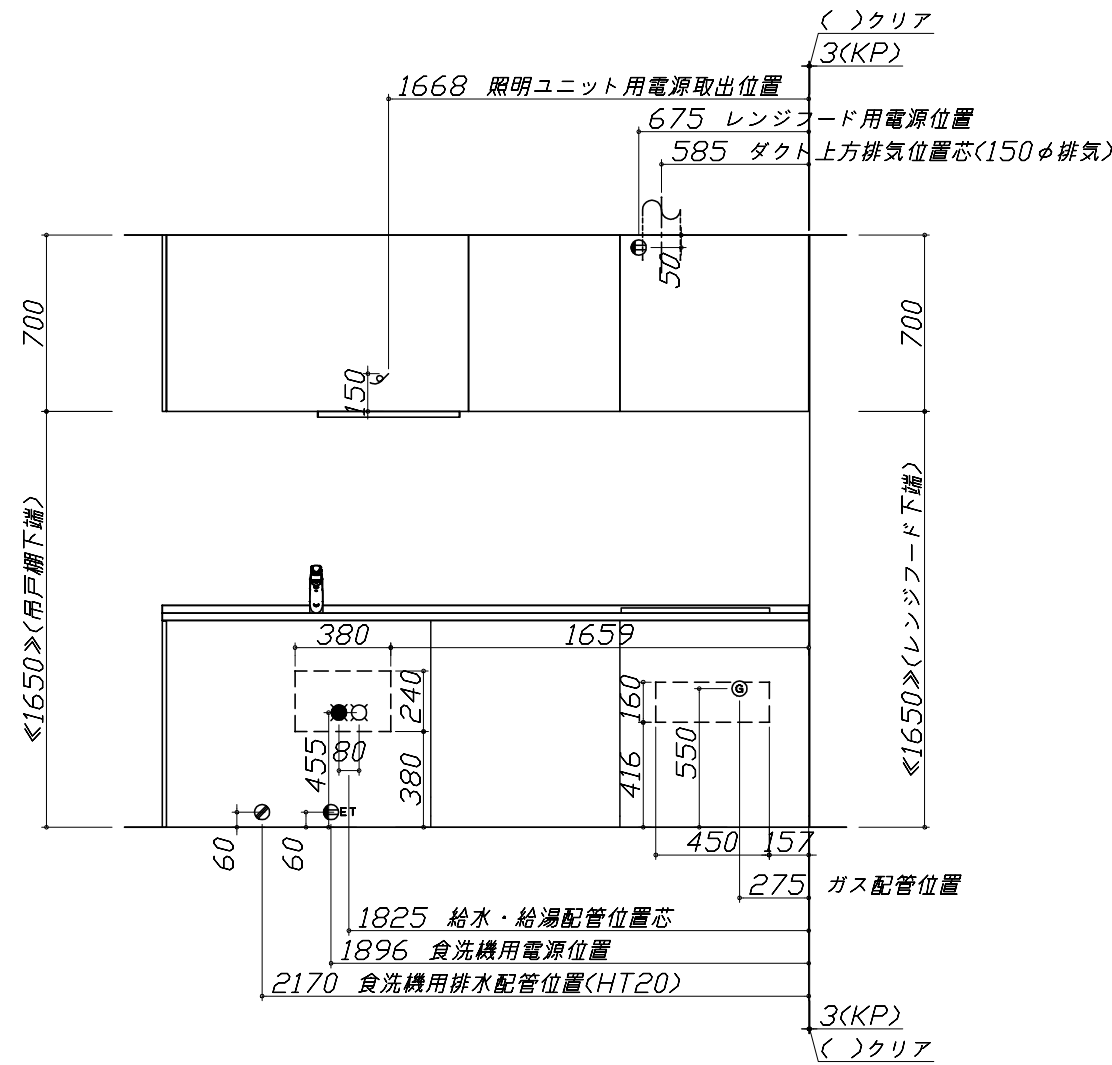 ( )クリア
3(KP)
1668 照明ユニット用電源取出位置
675 レンジフード用電源位置
585 ダクト上方排気位置芯(150φ排気)
50
700
700
150
≪1650≫(吊戸棚下端)
≪1650≫(レンジフード下端)
380
1659
240
160
G
455
80
380
416
550
ET
60
60
450
157
275 ガス配管位置
1825 給水・給湯配管位置芯
1896 食洗機用電源位置
2170 食洗機用排水配管位置(HT20)
3(KP)
( )クリア